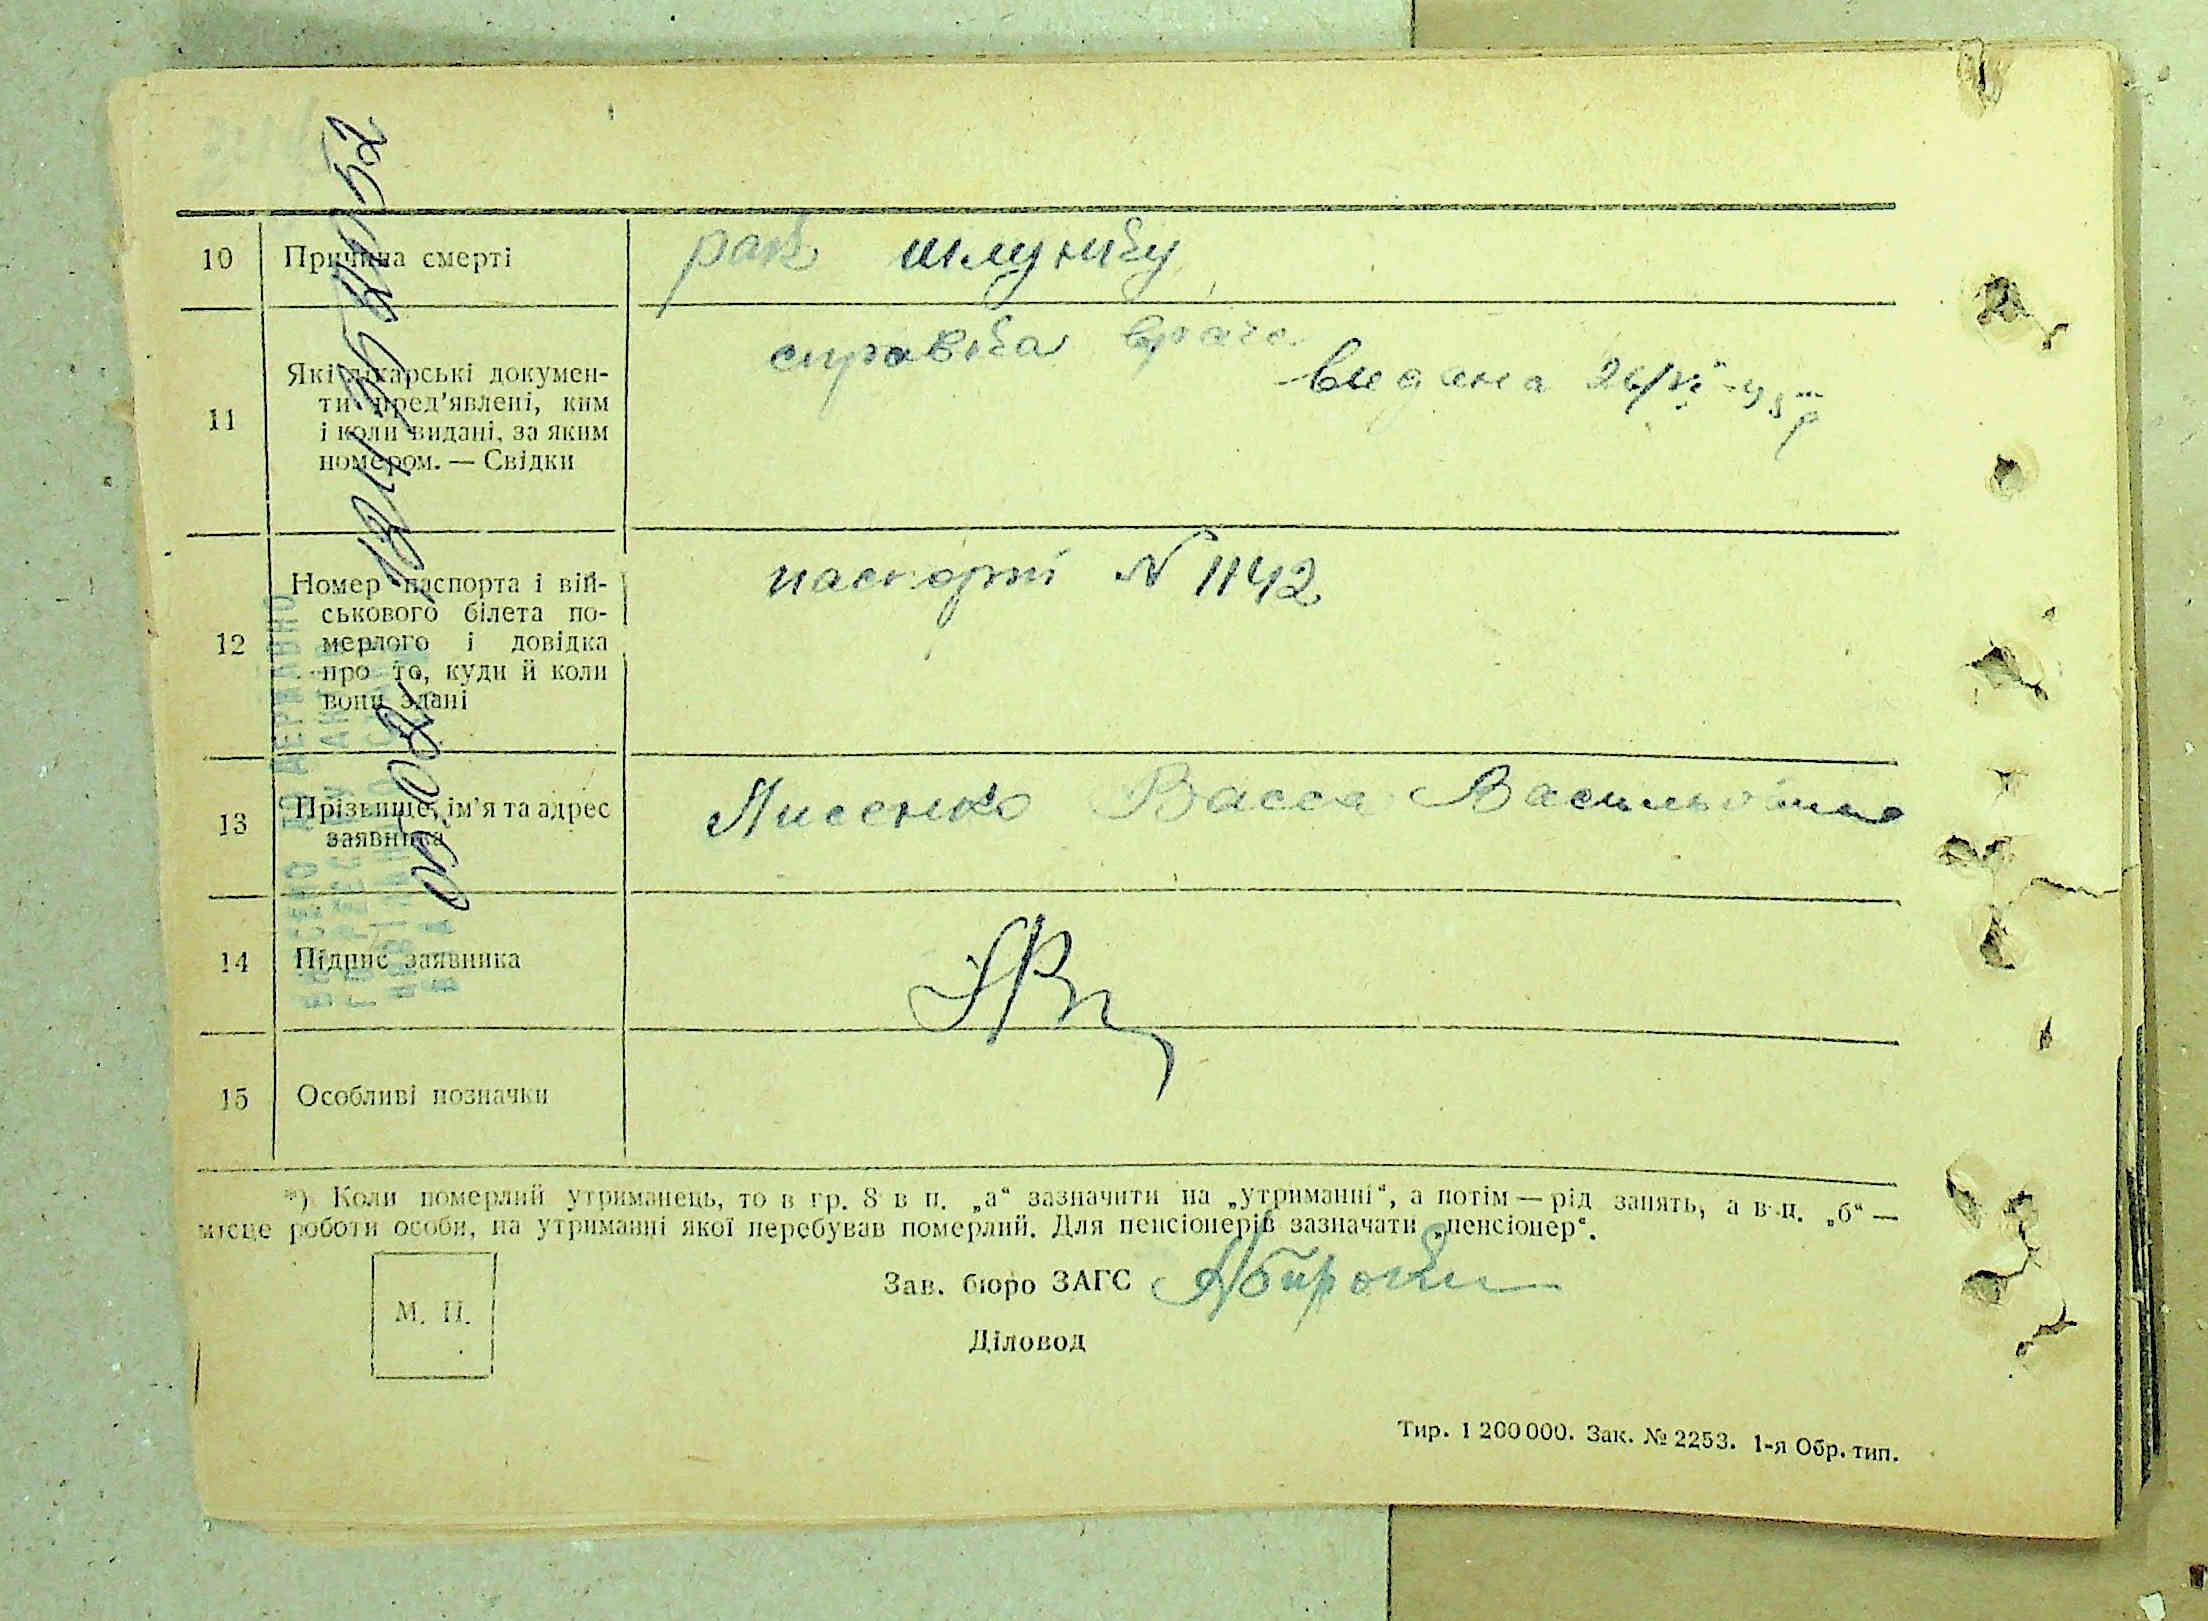 10 Причина смерті рак шлунку
11 Які лікарські докумен-
ти пред'явлені, ким
і коли видані, за яким
номером. — Свідки
справка врача
видана
12 Номер паспорта і вій-
ськового білета по-
мерлого і довідка
про те, куди й коли
вони здані
паспорт N 1142
13 Прізвище, ім'я та адрес
заявника
Лисенко Васса Васильовна
14 Підпис заявника
15 Особливі позначки
*) Коли померлий утриманець, то в гр. 8 в п. „а“ зазначити на „утриманні“, а потім — рід занять, а в п. „б“ —
місце роботи особи, на утриманні якої перебував померлий. Для пенсіонерів зазначати „пенсіонер“.
Зав. бюро ЗАГС
М. П.
Діловод
Тир. 1 200 000. Зак. № 2253. 1-я Обр. тип.